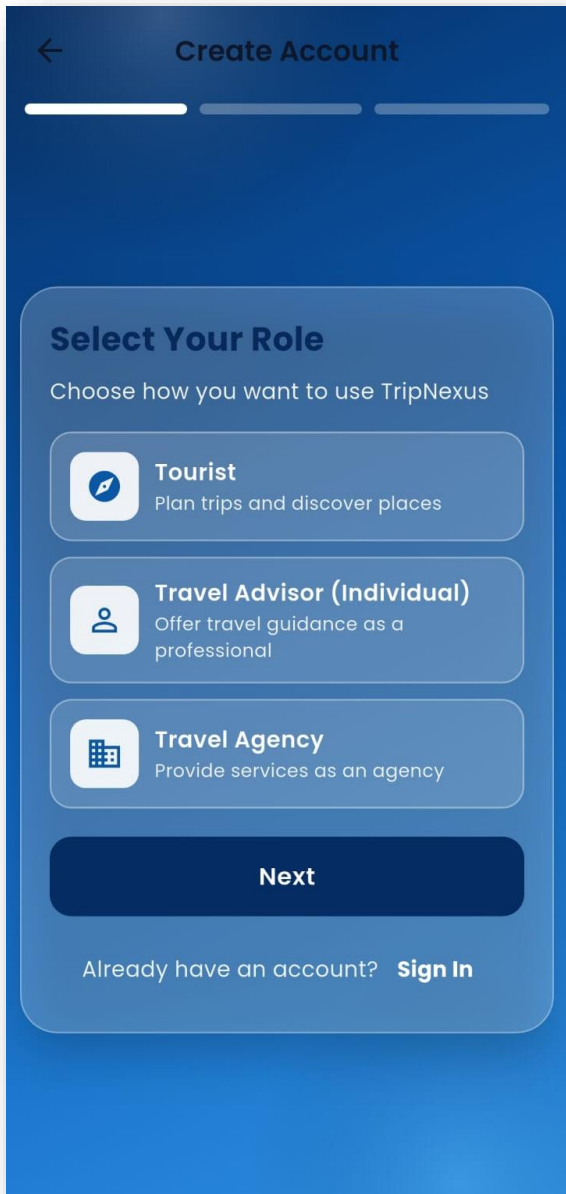 Create Account
Select Your Role
Choose how you want to use TripNexus
Tourist
Plan trips and discover places
Travel Advisor (Individual)
Offer travel guidance as a
professional
Travel Agency
Provide services as an agency
Next
Already have an account? Sign In